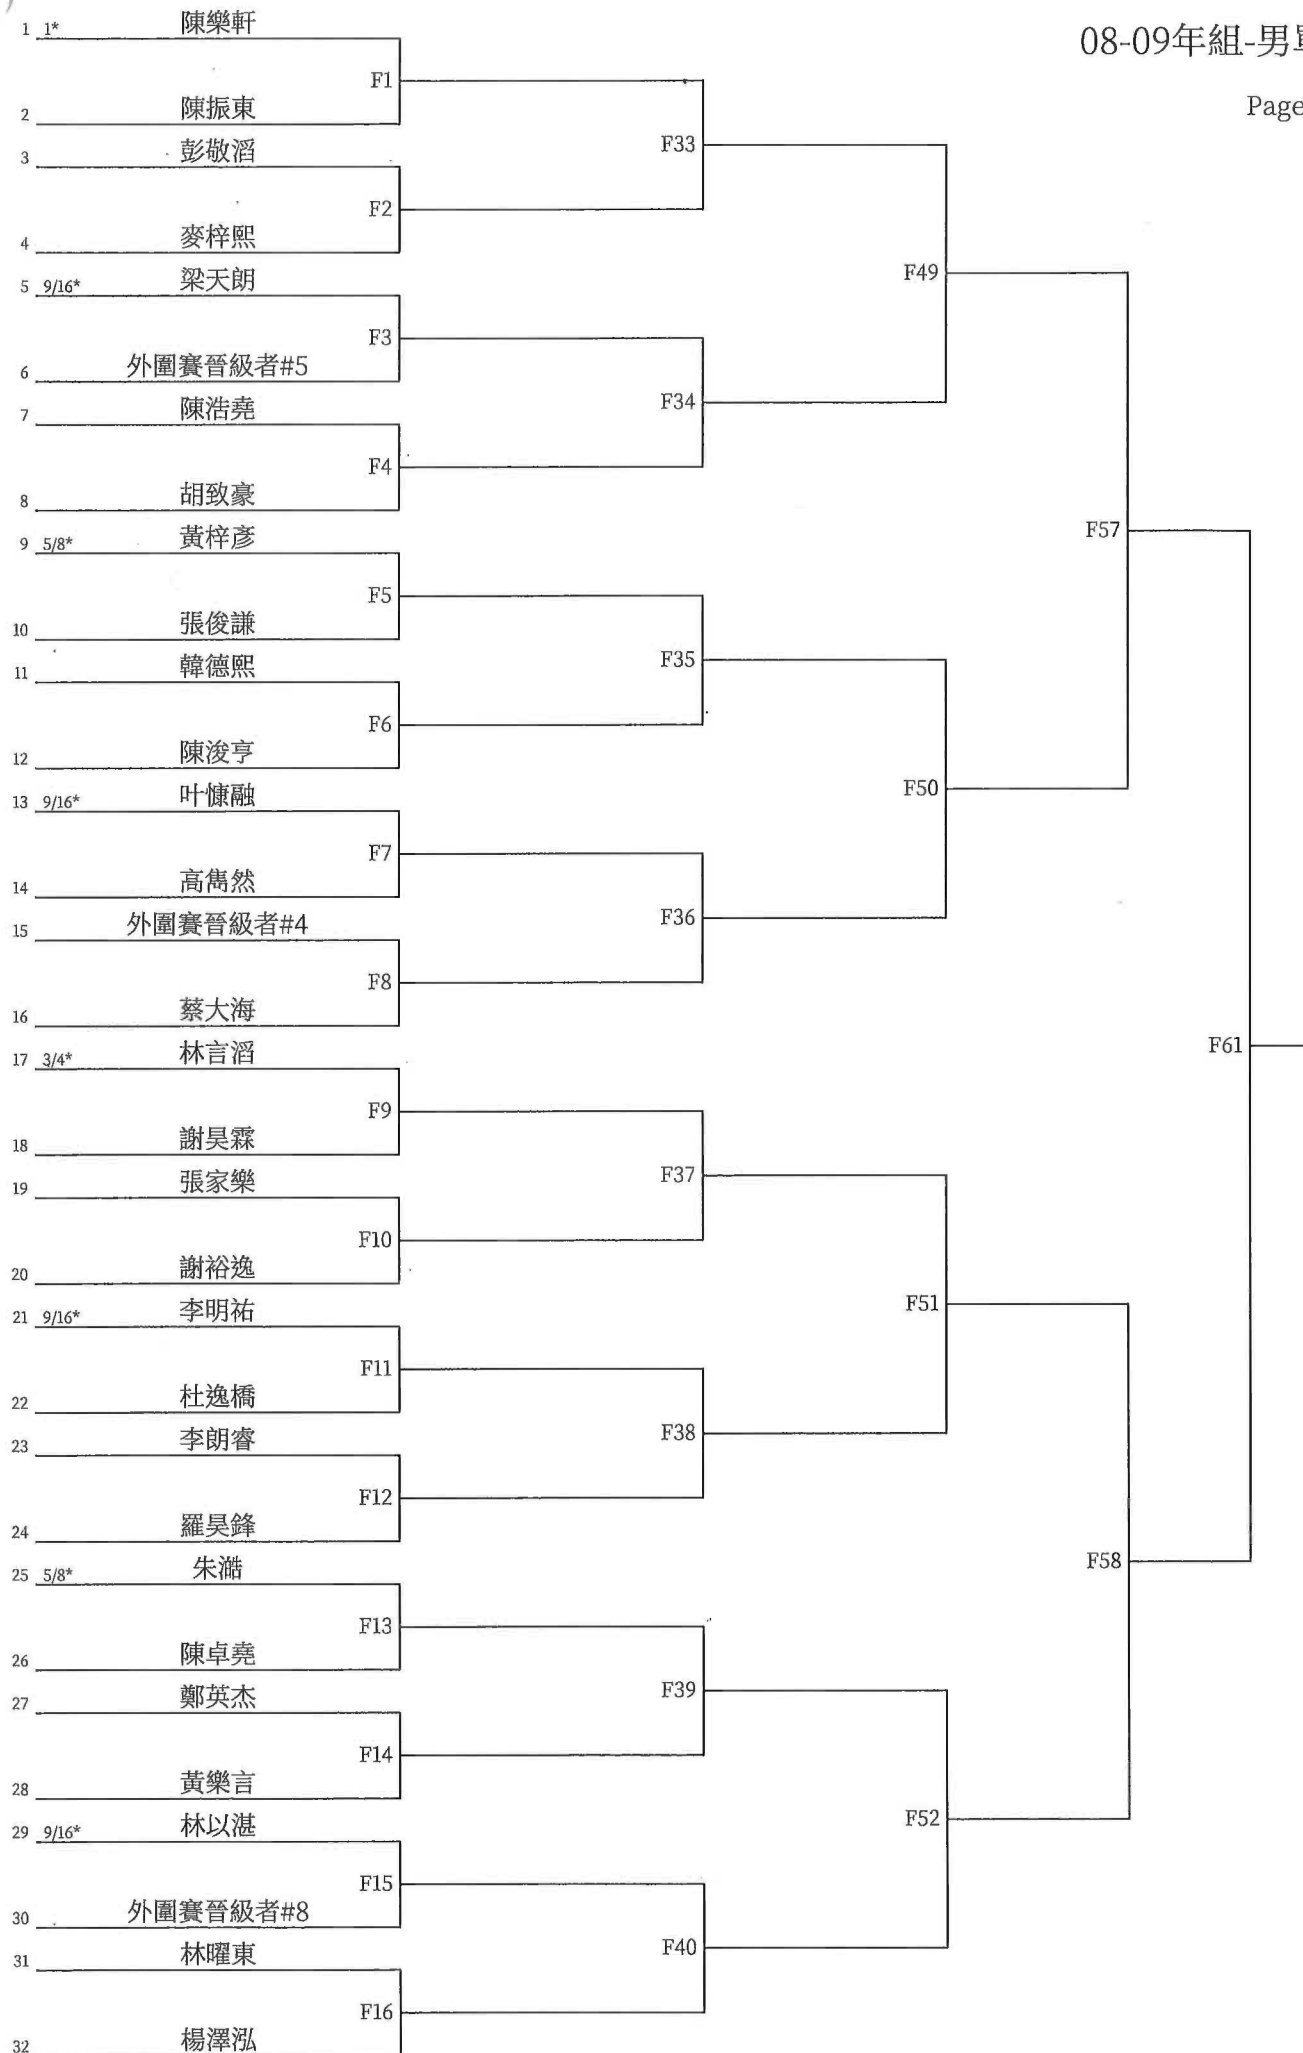 08-09年組-男單
Page
1 1* 陳樂軒
F1
2 陳振東
3 彭敬滔
F33
F2
4 麥梓熙
F49
5 9/16* 梁天朗
F3
6 外圍賽晉級者#5
7 陳浩堯
F34
F4
8 胡致豪
9 5/8* 黃梓彥
F57
F5
10 張俊謙
11 韓德熙
F35
F6
12 陳浚亨
F50
13 9/16* 叶慷融
F7
14 高雋然
15 外圍賽晉級者#4
F36
F8
16 蔡大海
17 3/4* 林言滔
F61
F9
18 謝昊霖
19 張家樂
F37
F10
20 謝裕逸
F51
21 9/16* 李明祐
F11
22 杜逸橋
23 李朗睿
F38
F12
24 羅昊鋒
25 5/8* 朱澔
F58
F13
26 陳卓堯
27 鄭英杰
F39
F14
28 黃樂言
F52
29 9/16* 林以湛
F15
30 外圍賽晉級者#8
31 林曜東
F40
F16
32 楊澤泓